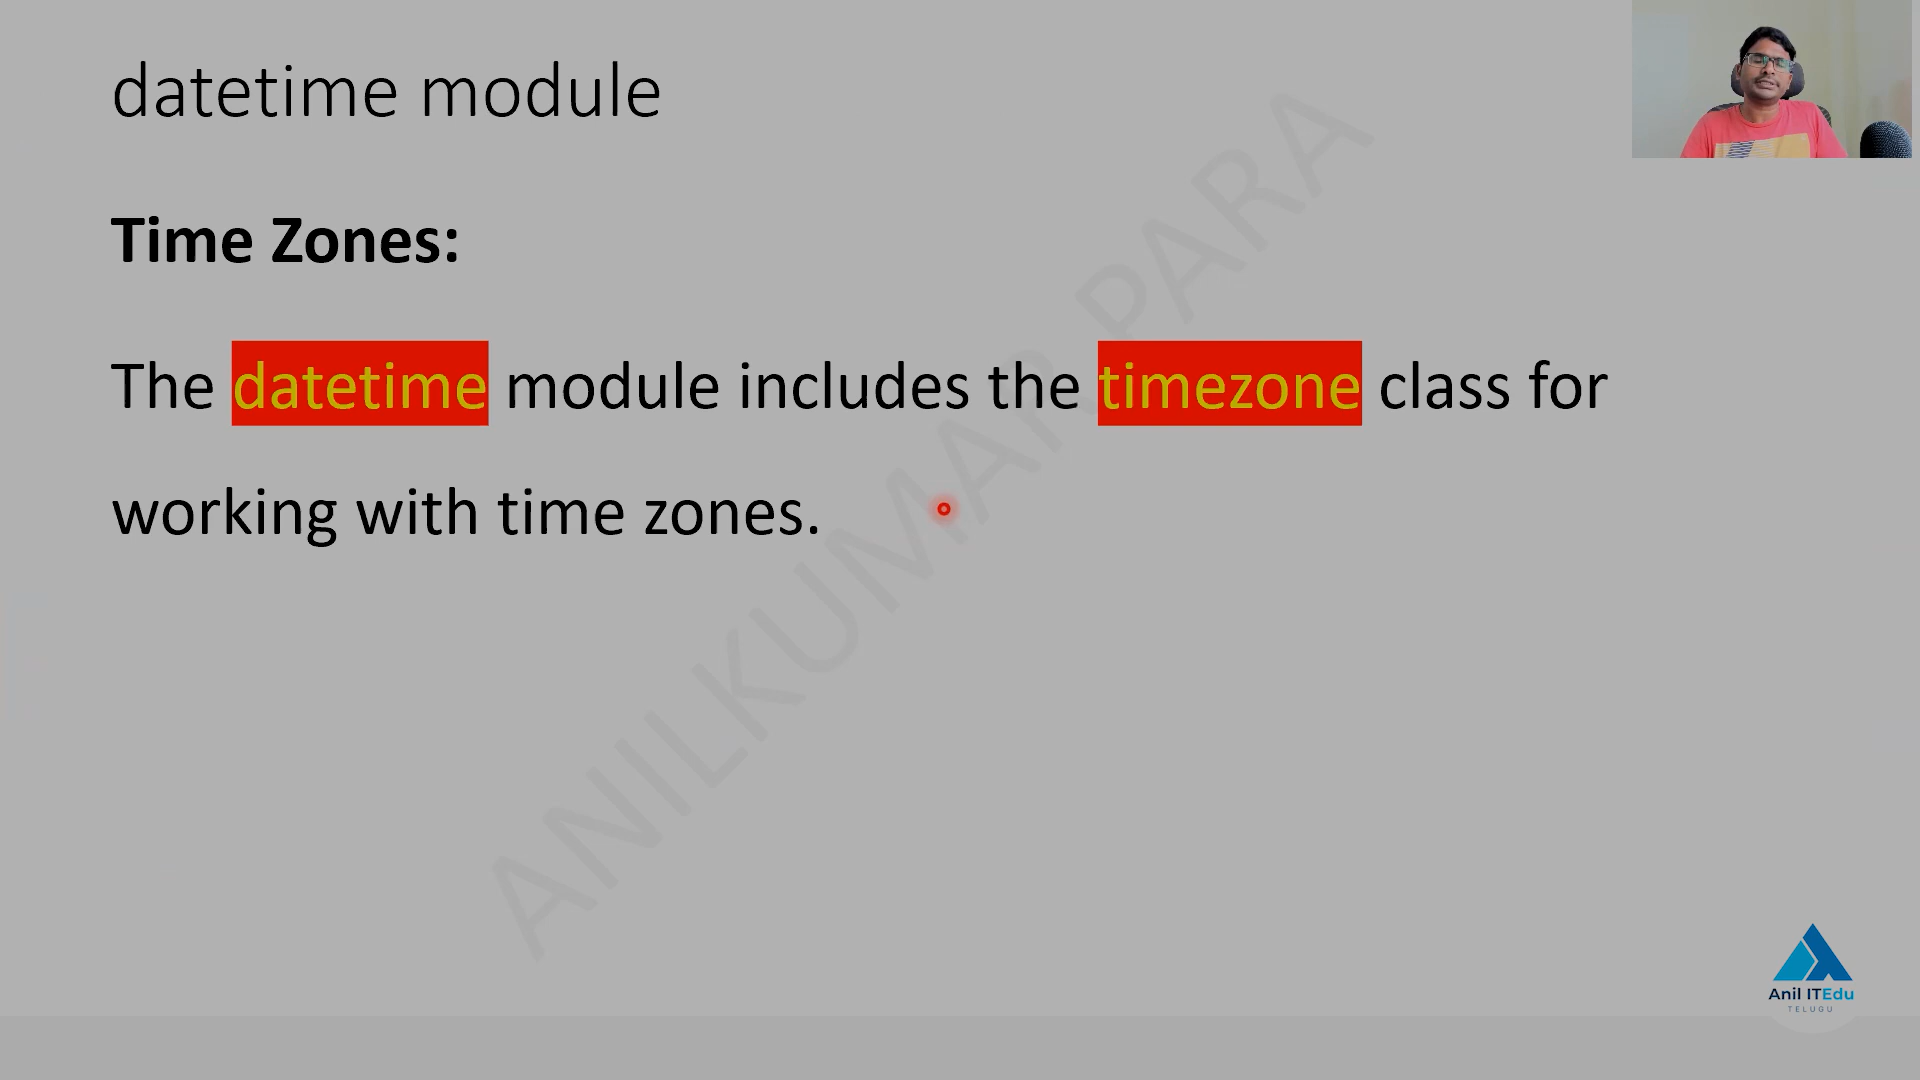 datetime module
Time Zones:
The datetime module includes the timezone class for
working with time zones.
ANILKUMAR PARA
Anil ITEdu
TELUGU